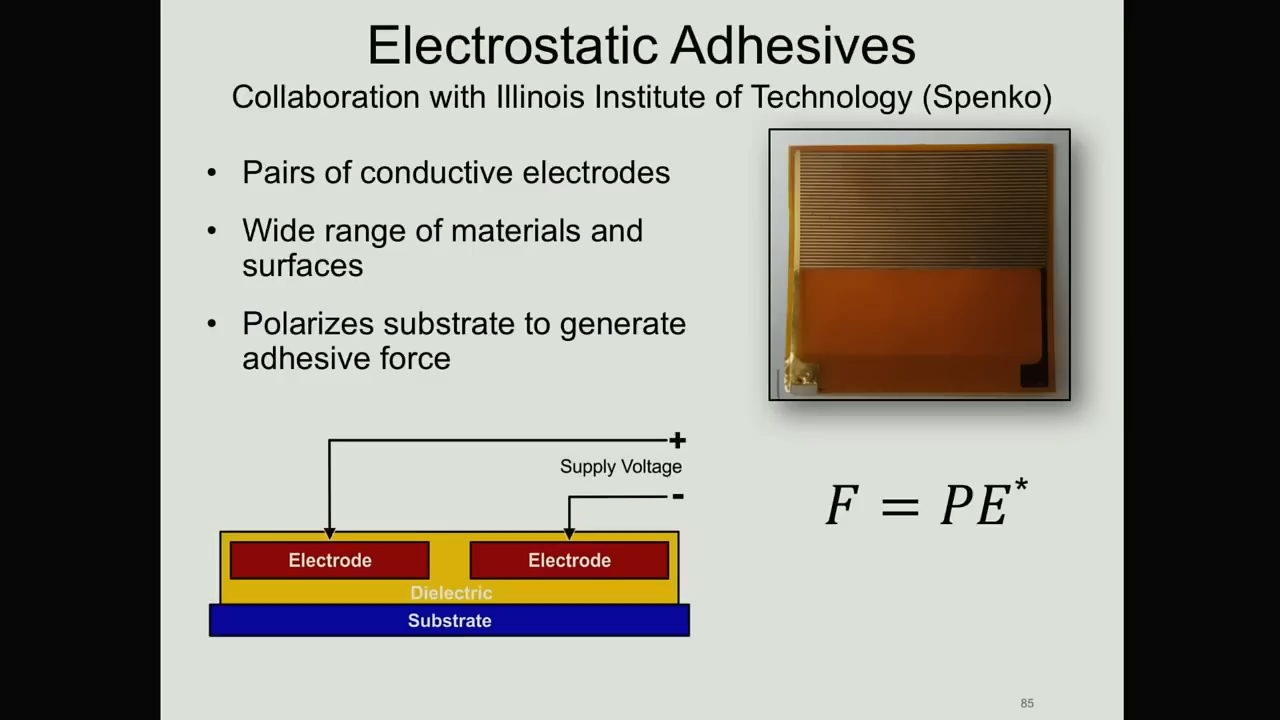 Electrostatic Adhesives
Collaboration with Illinois Institute of Technology (Spenko)
• Pairs of conductive electrodes
• Wide range of materials and
surfaces
• Polarizes substrate to generate
adhesive force
+
Supply Voltage
-
Electrode
Electrode
Dielectric
Substrate
F = PE*
85